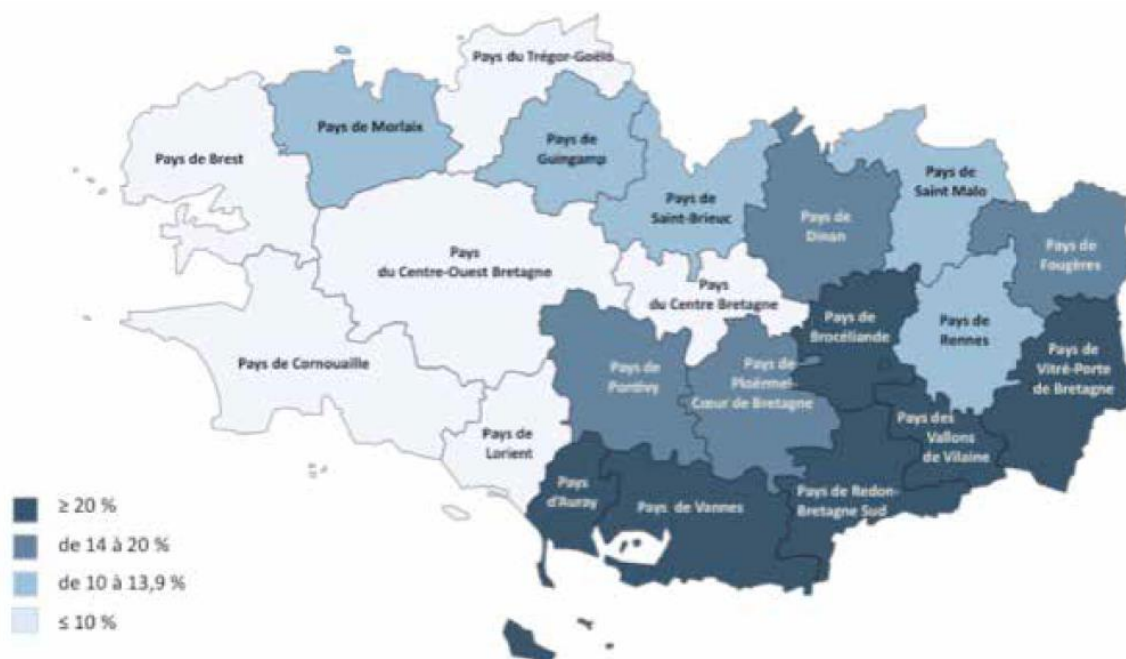 Pays du Trégor-Goëlo
Pays de Morlaix
Pays de
Guingamp
Pays de Brest
Pays de
Saint Malo
Pays de
Saint-Brieuc
Pays de
Dinan
Pays de
Fougères
Pays
du Centre-Ouest Bretagne
Pays
du Centre Bretagne
Pays de
Brocéliande
Pays de
Rennes
Pays de
Vitré-Porte
de Bretagne
Pays de Cornouaille
Pays de
Pontivy
Pays de
Ploërmel-
Cœur de Bretagne
Pays des
Vallons
de Vilaine
Pays de
Lorient
Pays
d'Auray
Pays de Vannes
Pays de Redon-
Bretagne Sud
≥ 20 %
de 14 à 20 %
de 10 à 13,9 %
≤ 10 %